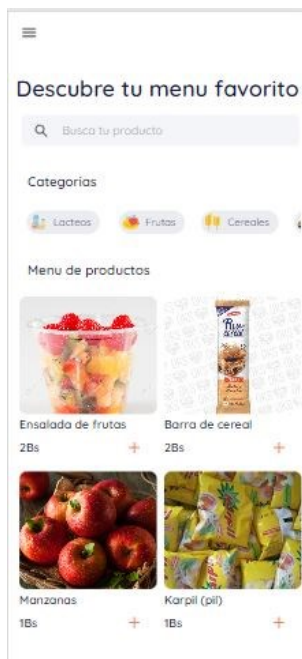 Descubre tu menu favorito
Busca tu producto
Categorias
Lacteos Frutas Cereales
Menu de productos
Ensalada de frutas Barra de cereal
2Bs + 2Bs +
Manzanas Karpil (pil)
1Bs + 1Bs +